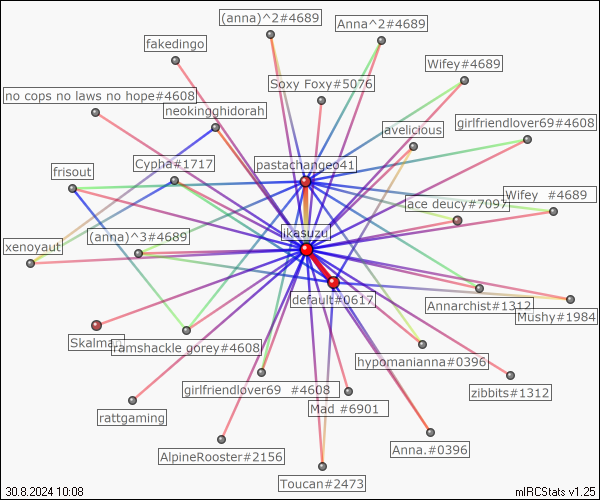 (anna)^2#4689
Anna^2#4689
fakedingo
Wifey#4689
Soxy Foxy#5076
no cops no laws no hope#4608
neokingghidorah
girlfriendlover69#4608
avelicious
Cypha#1717
pastachangeo41
frisout
Wifey #4689
ace deucy#7097
ikasuzu
(anna)^3#4689
xenoyaut
default#0617
Annarchist#1312
Mushy#1984
Skalman
ramshackle gorey#4608
hypomanianna#0396
girlfriendlover69 #4608
zibbits#1312
Mad #6901
rattgaming
Anna.#0396
AlpineRooster#2156
Toucan#2473
30.8.2024 10:08
mIRCStats v1.25